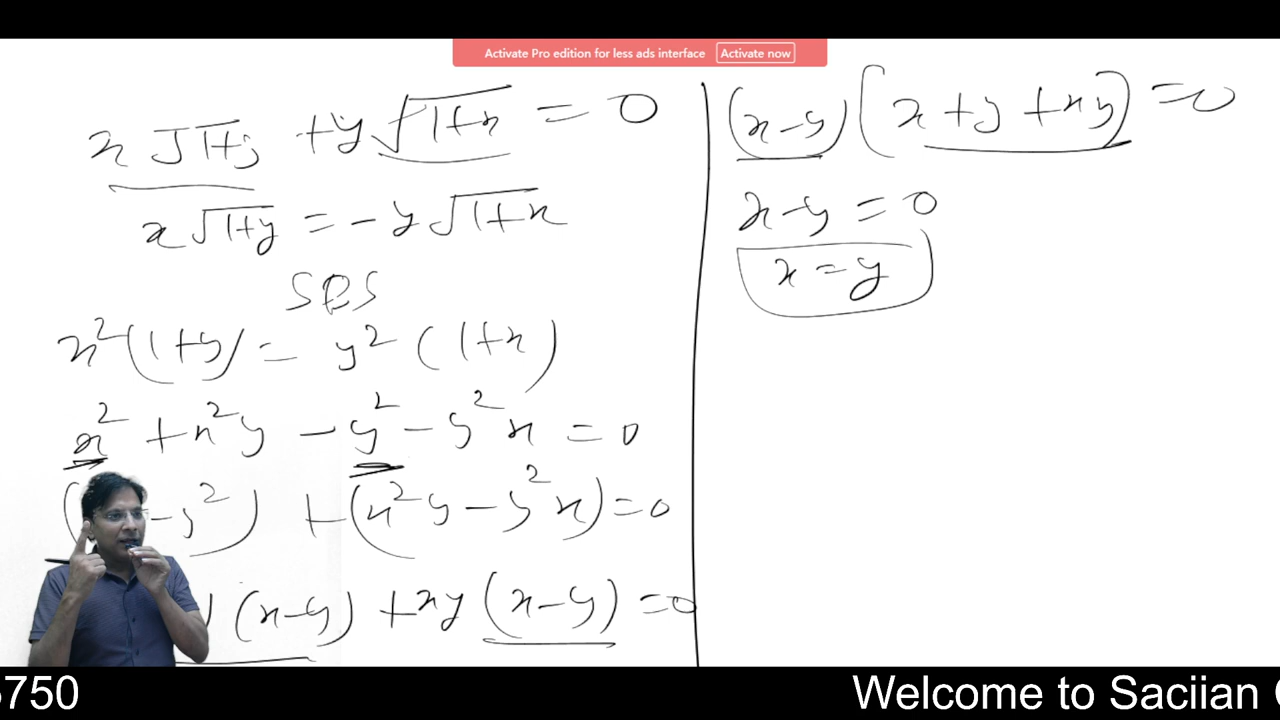 Activate Pro edition for less ads interface Activate now
x√1+y + y√1+x = 0
x√1+y = -y√1+x
SBS
x²(1+y) = y²(1+x)
x² + x²y - y² - y²x = 0
( - y²) + (x²y - y²x) = 0
) (x-y) + xy (x-y) = 0
(x-y) (x+y+xy) = 0
x-y = 0
x = y
5750 Welcome to Saciian